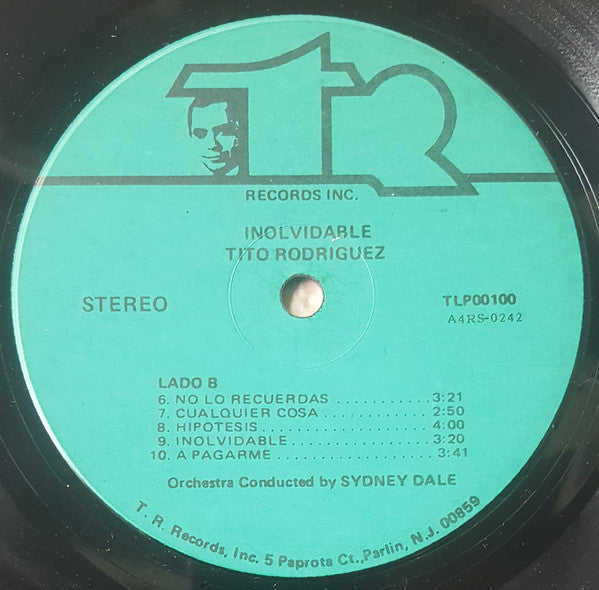 TR
RECORDS INC.
INOLVIDABLE
TITO RODRIGUEZ
STEREO
TLP00100
A4RS-0242
LADO B
6. NO LO RECUERDAS ........... 3:21
7. CUALQUIER COSA ............ 2:50
8. HIPOTESIS ................. 4:00
9. INOLVIDABLE ............... 3:20
10. A PAGARME ................ 3:41
Orchestra Conducted by SYDNEY DALE
T. R. Records, Inc. 5 Paprota Ct.,Parlin, N.J. 00859